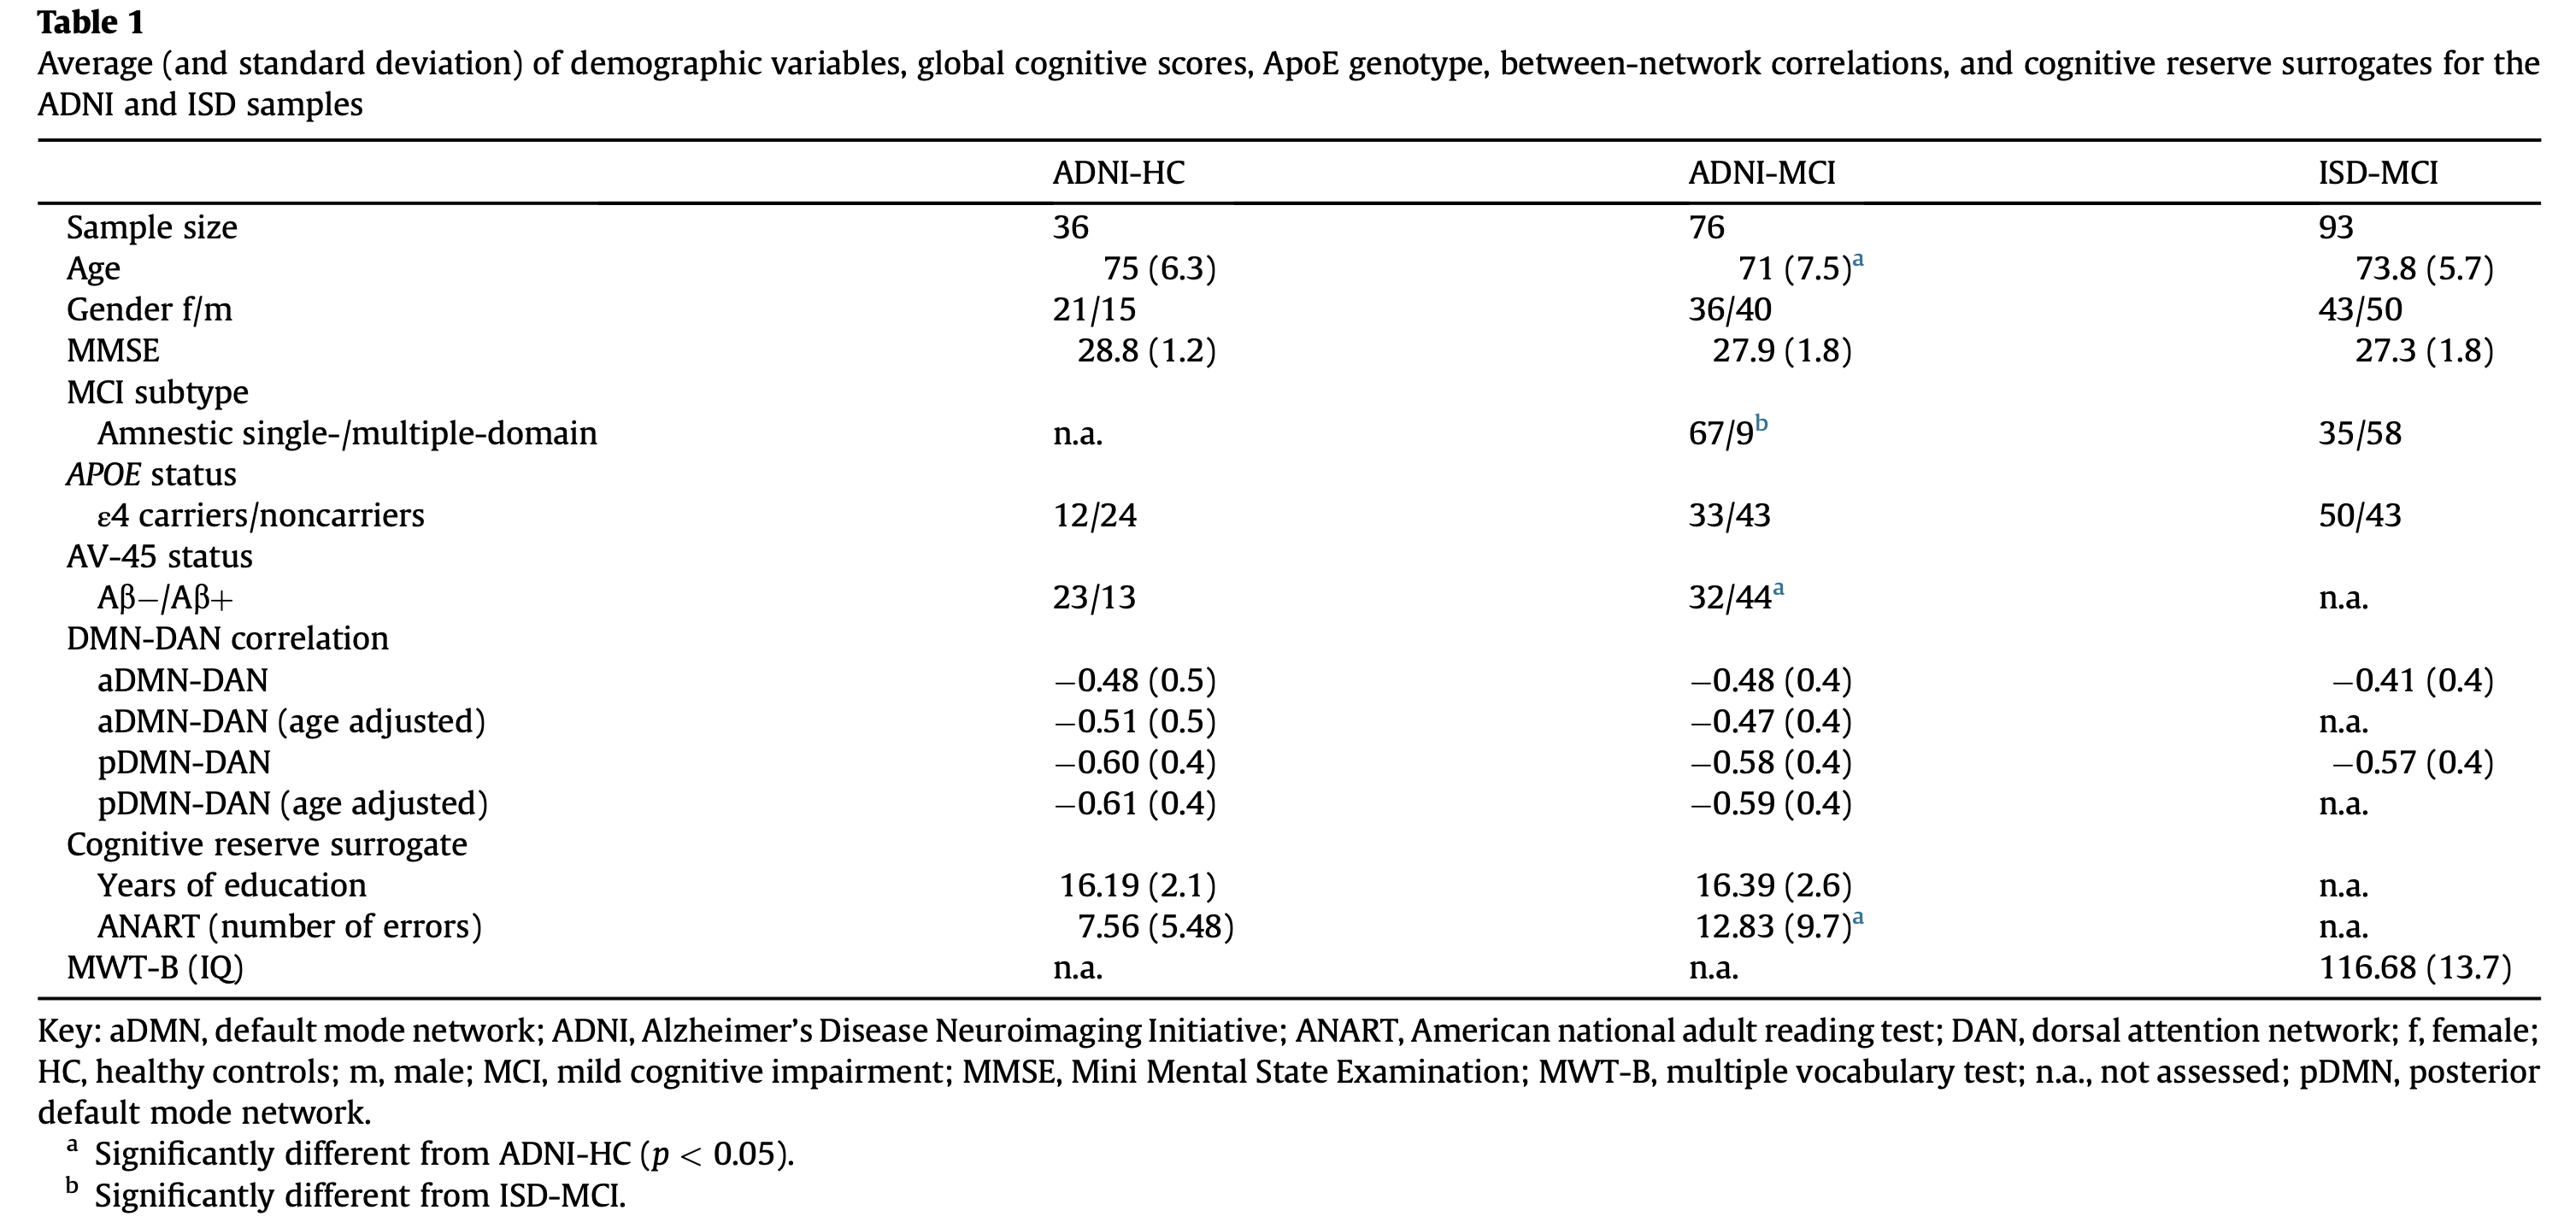 Table 1
Average (and standard deviation) of demographic variables, global cognitive scores, ApoE genotype, between-network correlations, and cognitive reserve surrogates for the
ADNI and ISD samples
ADNI-HC ADNI-MCI ISD-MCI
Sample size 36 76 93
Age 75 (6.3) 71 (7.5)a 73.8 (5.7)
Gender f/m 21/15 36/40 43/50
MMSE 28.8 (1.2) 27.9 (1.8) 27.3 (1.8)
MCI subtype
Amnestic single-/multiple-domain n.a. 67/9b 35/58
APOE status
ε4 carriers/noncarriers 12/24 33/43 50/43
AV-45 status
Aβ−/Aβ+ 23/13 32/44a n.a.
DMN-DAN correlation
aDMN-DAN −0.48 (0.5) −0.48 (0.4) −0.41 (0.4)
aDMN-DAN (age adjusted) −0.51 (0.5) −0.47 (0.4) n.a.
pDMN-DAN −0.60 (0.4) −0.58 (0.4) −0.57 (0.4)
pDMN-DAN (age adjusted) −0.61 (0.4) −0.59 (0.4) n.a.
Cognitive reserve surrogate
Years of education 16.19 (2.1) 16.39 (2.6) n.a.
ANART (number of errors) 7.56 (5.48) 12.83 (9.7)a n.a.
MWT-B (IQ) n.a. n.a. 116.68 (13.7)
Key: aDMN, default mode network; ADNI, Alzheimer's Disease Neuroimaging Initiative; ANART, American national adult reading test; DAN, dorsal attention network; f, female;
HC, healthy controls; m, male; MCI, mild cognitive impairment; MMSE, Mini Mental State Examination; MWT-B, multiple vocabulary test; n.a., not assessed; pDMN, posterior
default mode network.
a Significantly different from ADNI-HC (p < 0.05).
b Significantly different from ISD-MCI.